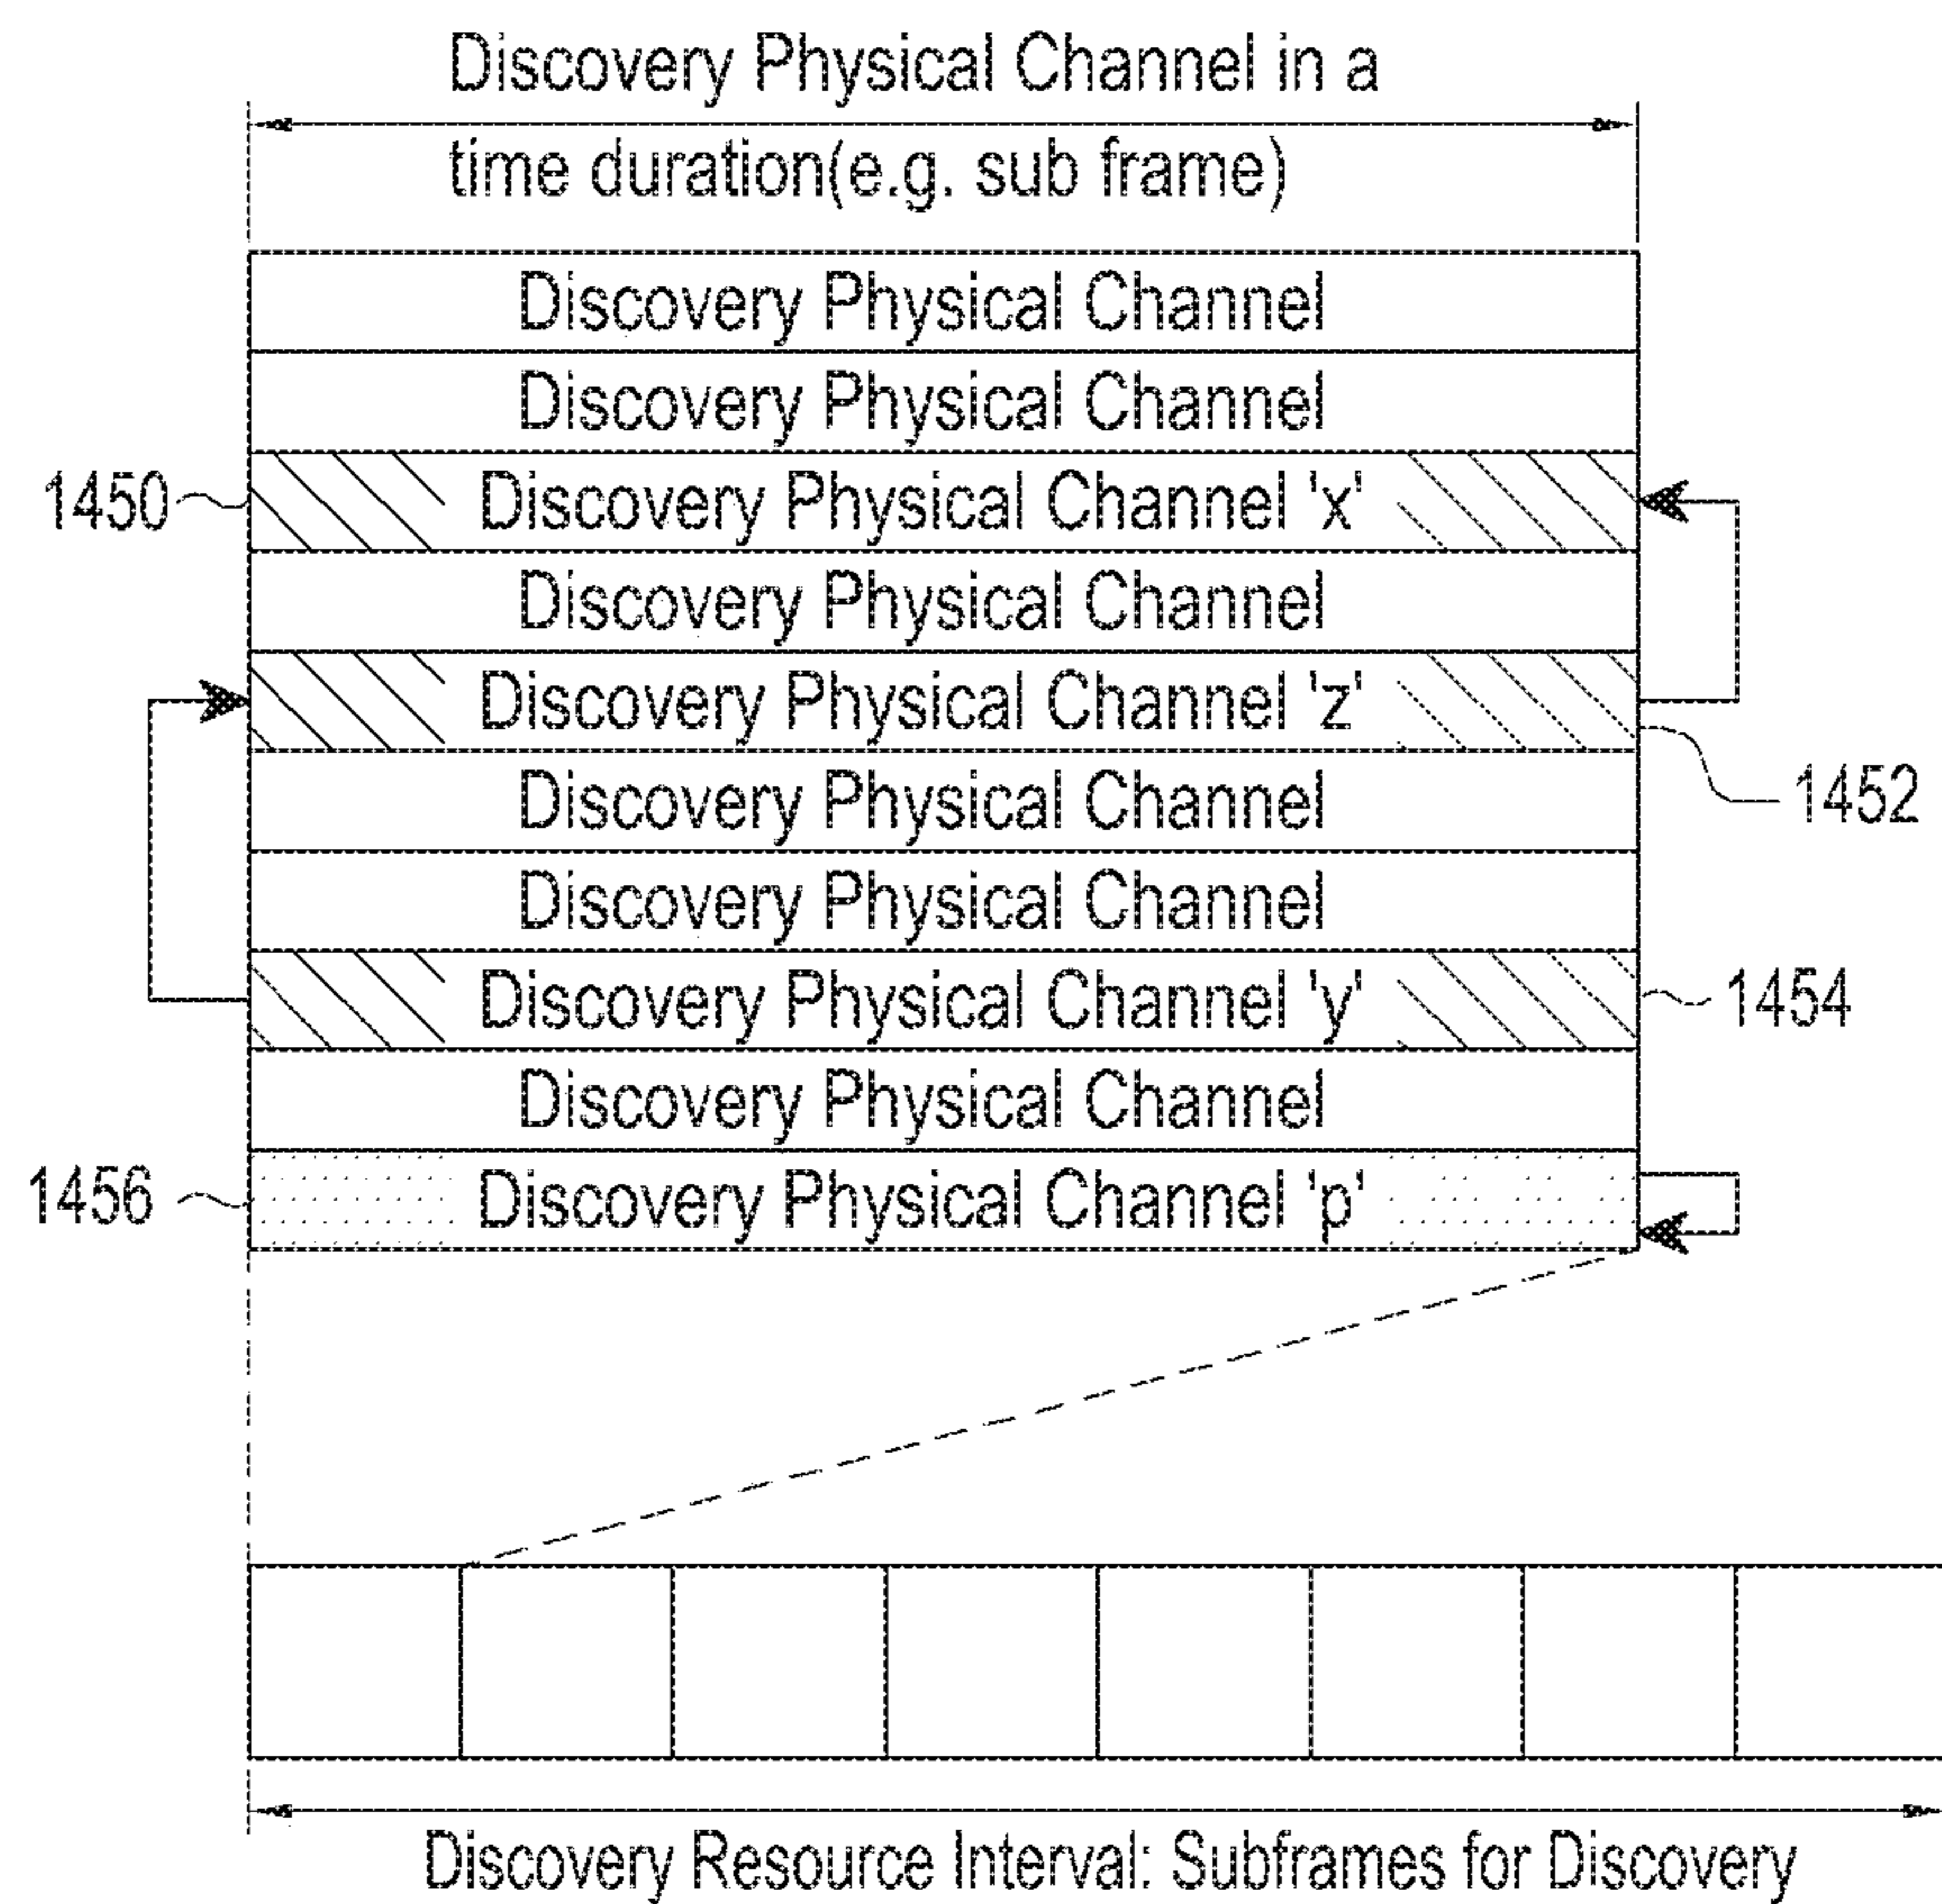 Discovery Physical Channel in a
time duration(e.g. sub frame)
Discovery Physical Channel
Discovery Physical Channel
1450
Discovery Physical Channel 'x'
Discovery Physical Channel
Discovery Physical Channel 'z'
1452
Discovery Physical Channel
Discovery Physical Channel
Discovery Physical Channel 'y'
1454
Discovery Physical Channel
1456
Discovery Physical Channel 'p'
Discovery Resource Interval: Subframes for Discovery